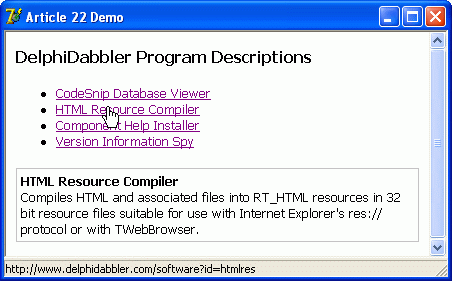 Article 22 Demo
DelphiDabbler Program Descriptions
CodeSnip Database Viewer
HTML Resource Compiler
Component Help Installer
Version Information Spy
HTML Resource Compiler
Compiles HTML and associated files into RT_HTML resources in 32
bit resource files suitable for use with Internet Explorer's res://
protocol or with TWebBrowser.
http://www.delphidabbler.com/software?id=htmlres